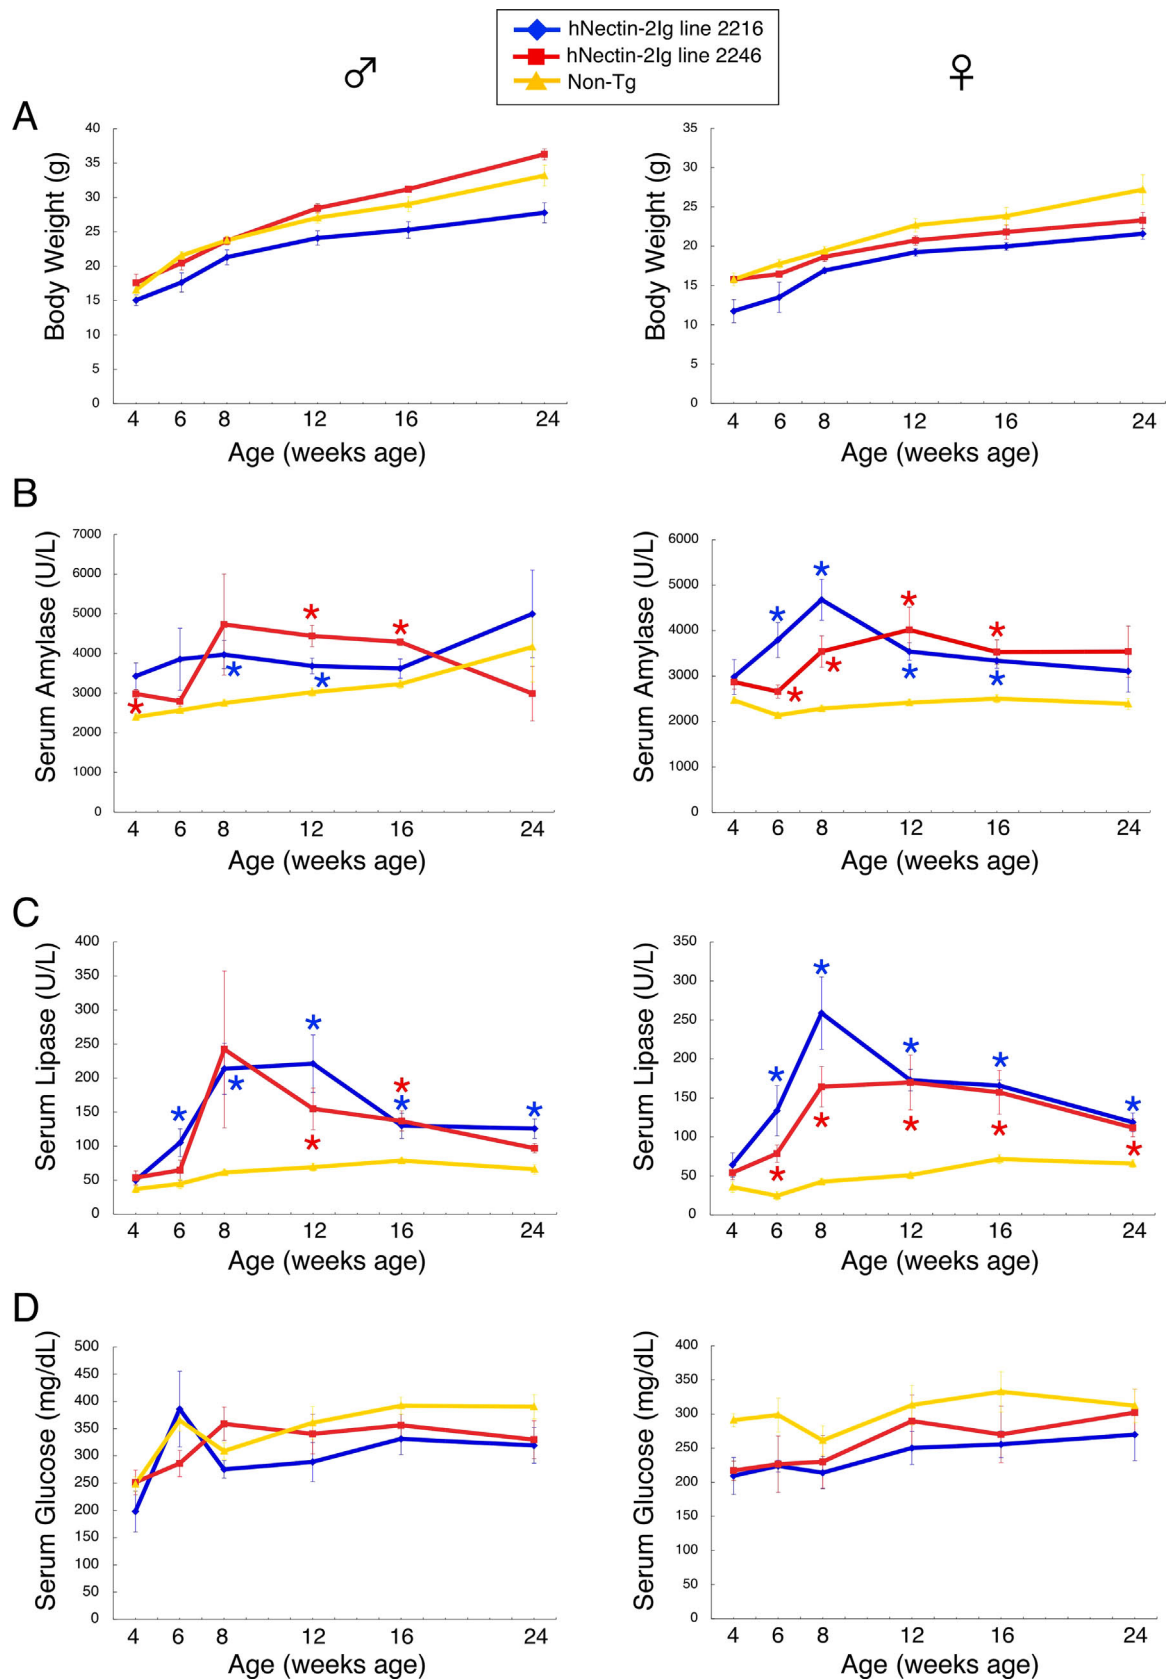 hNectin-2Ig line 2216
hNectin-2Ig line 2246
Non-Tg
♂
♀
A
Body Weight (g)
40
35
30
25
20
15
10
5
0
4 6 8 12 16 24
Age (weeks age)
Body Weight (g)
35
30
25
20
15
10
5
0
4 6 8 12 16 24
Age (weeks age)
B
Serum Amylase (U/L)
7000
6000
5000
4000
3000
2000
1000
0
4 6 8 12 16 24
Age (weeks age)
Serum Amylase (U/L)
6000
5000
4000
3000
2000
1000
0
4 6 8 12 16 24
Age (weeks age)
C
Serum Lipase (U/L)
400
350
300
250
200
150
100
50
0
4 6 8 12 16 24
Age (weeks age)
Serum Lipase (U/L)
350
300
250
200
150
100
50
0
4 6 8 12 16 24
Age (weeks age)
D
Serum Glucose (mg/dL)
500
450
400
350
300
250
200
150
100
50
0
4 6 8 12 16 24
Age (weeks age)
Serum Glucose (mg/dL)
400
350
300
250
200
150
100
50
0
4 6 8 12 16 24
Age (weeks age)